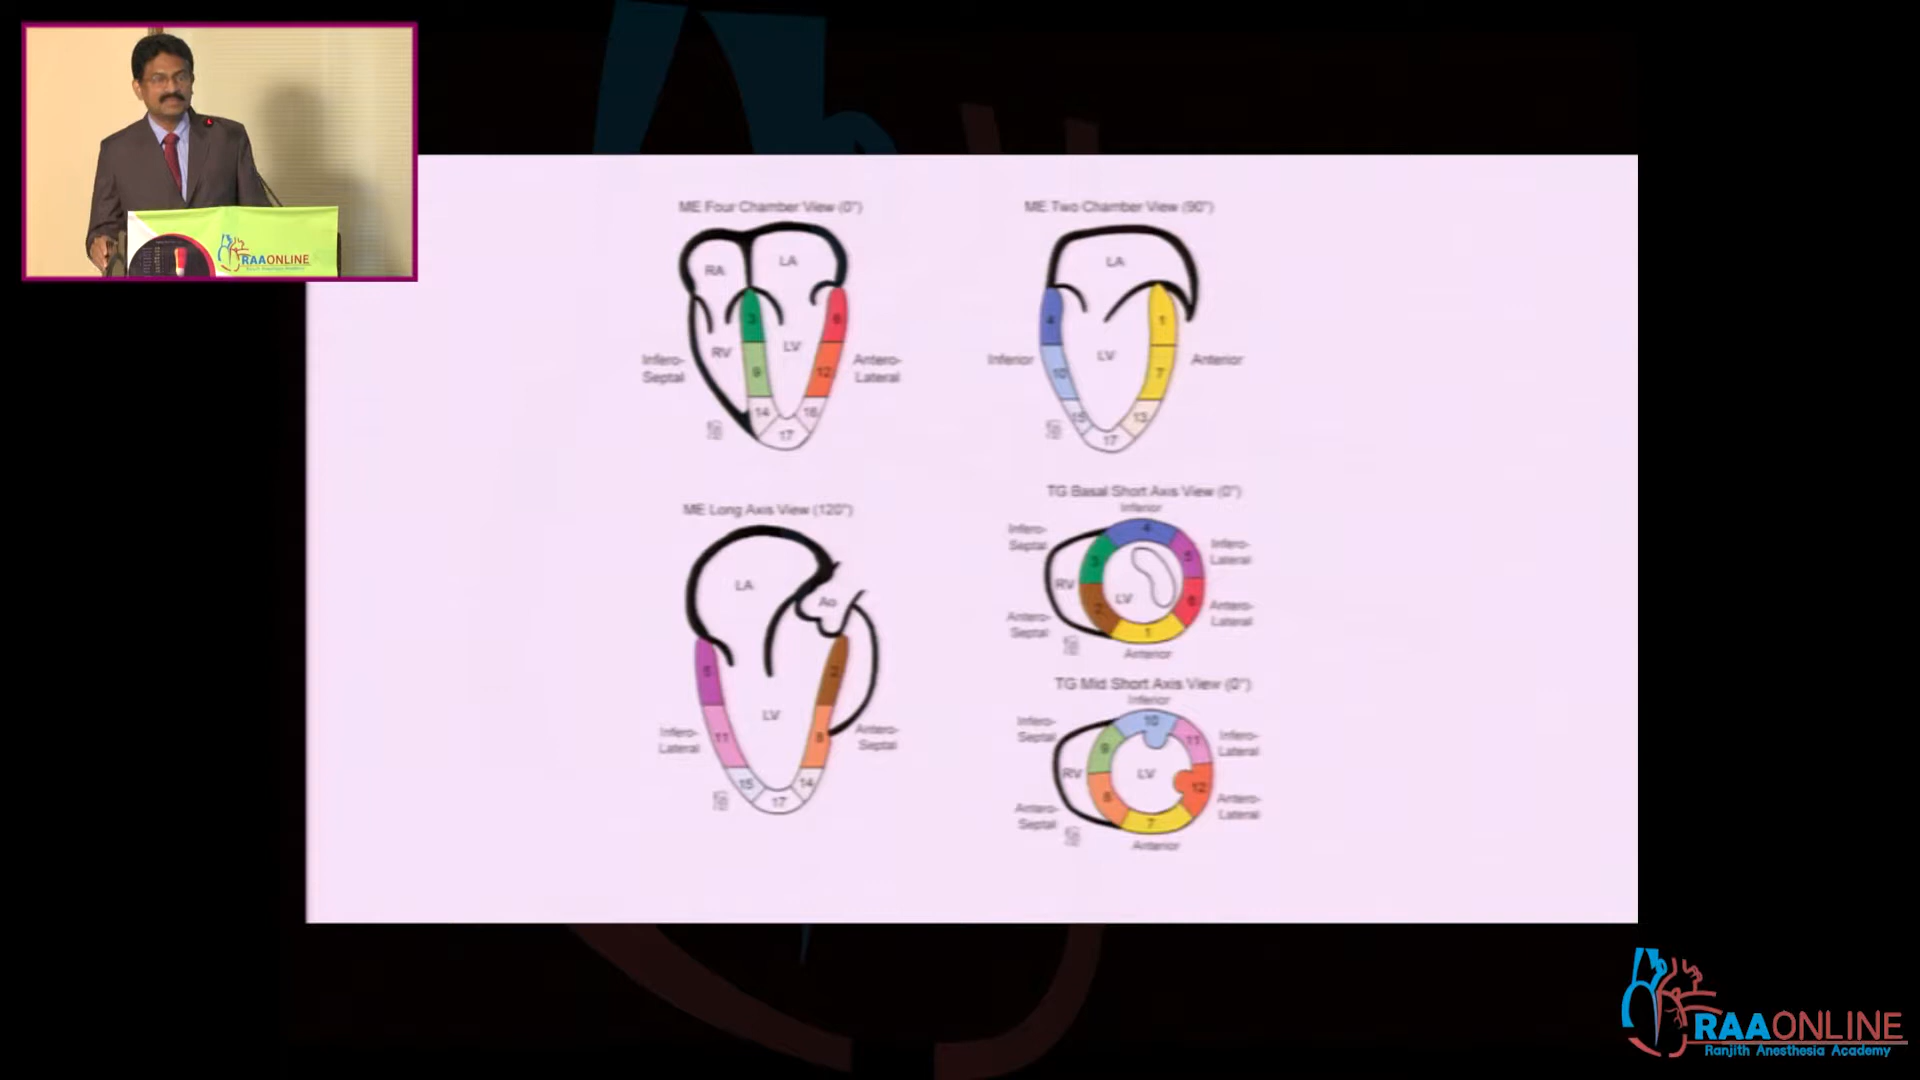 RAAONLINE
Ranjith Anesthesia Academy
ME Four Chamber View (0°)
RA
LA
3
6
RV
LV
Infero-
Septal
9
12
Antero-
Lateral
14
16
17
ME Two Chamber View (90°)
LA
4
1
Inferior
LV
Anterior
10
7
15
13
17
ME Long Axis View (120°)
LA
Ao
5
2
LV
Infero-
Lateral
11
8
Antero-
Septal
15
14
17
TG Basal Short Axis View (0°)
Inferior
Infero-
Septal
4
5
Infero-
Lateral
3
RV
LV
2
6
Antero-
Lateral
Antero-
Septal
1
Anterior
TG Mid Short Axis View (0°)
Inferior
Infero-
Septal
10
11
Infero-
Lateral
9
RV
LV
12
8
Antero-
Lateral
Antero-
Septal
7
Anterior
RAAONLINE
Ranjith Anesthesia Academy